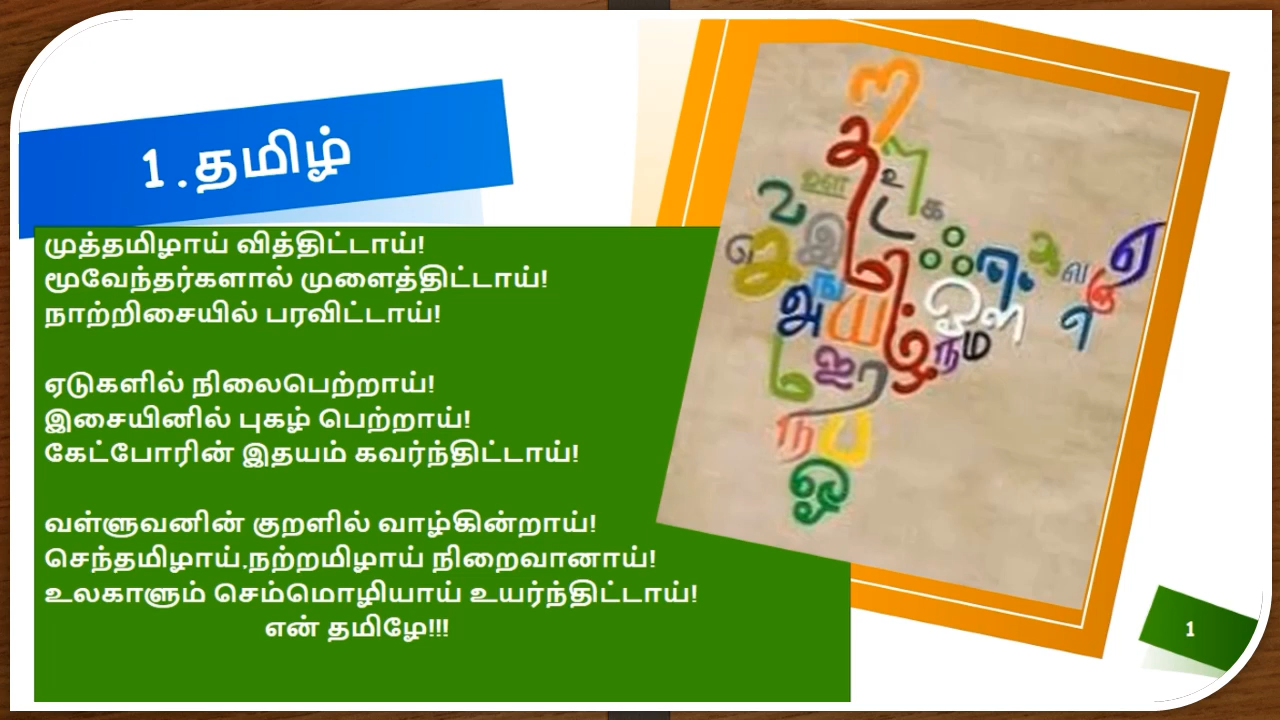 1.தமிழ்
முத்தமிழாய் வித்திட்டாய்!
மூவேந்தர்களால் முளைத்திட்டாய்!
நாற்றிசையில் பரவிட்டாய்!
ஏடுகளில் நிலைபெற்றாய்!
இசையினில் புகழ் பெற்றாய்!
கேட்போரின் இதயம் கவர்ந்திட்டாய்!
வள்ளுவனின் குறளில் வாழ்கின்றாய்!
செந்தமிழாய்.நற்றமிழாய் நிறைவானாய்!
உலகாளும் செம்மொழியாய் உயர்ந்திட்டாய்!
என் தமிழே!!!
1